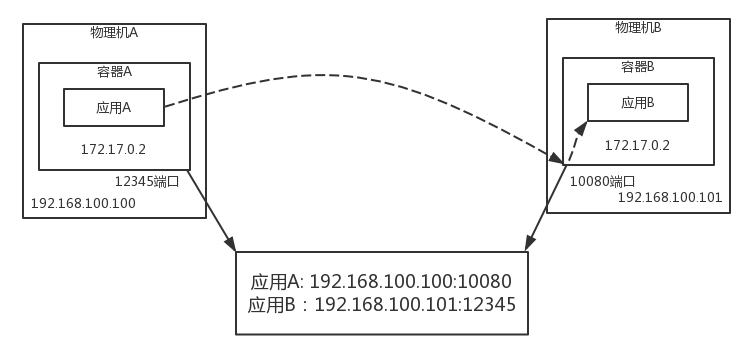 物理机A
容器A
应用A
172.17.0.2
12345端口
192.168.100.100
物理机B
容器B
应用B
172.17.0.2
10080端口
192.168.100.101
应用A: 192.168.100.100:10080
应用B：192.168.100.101:12345